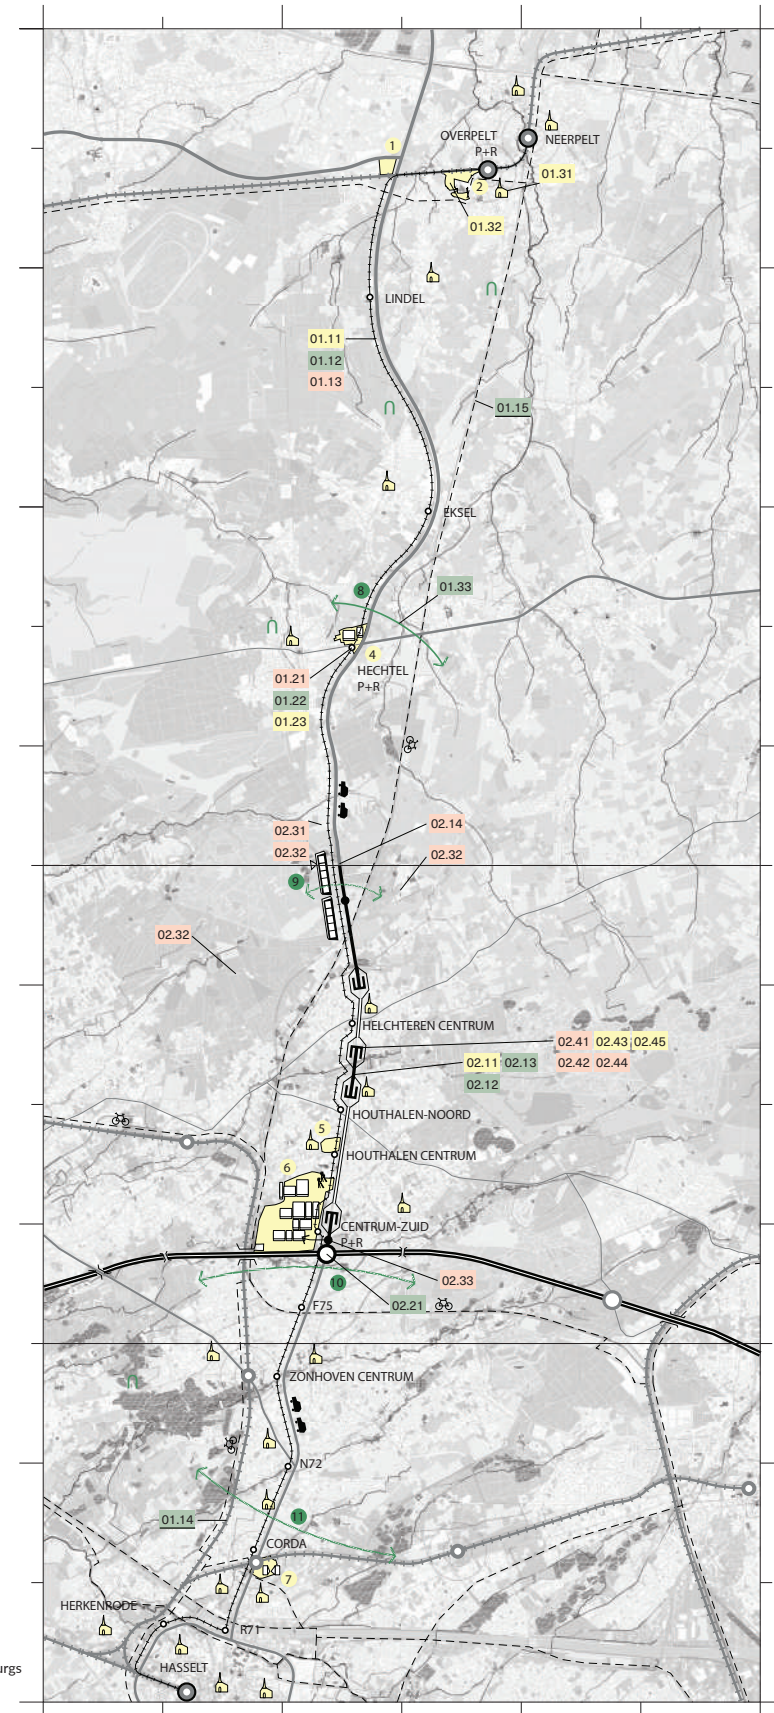 1
OVERPELT
P+R
NEERPELT
2
01.31
01.32
LINDEL
01.11
01.12
01.13
01.15
EKSEL
8
01.33
4
HECHTEL
P+R
01.21
01.22
01.23
02.31
02.14
02.32
02.32
9
02.32
HELCHTEREN CENTRUM
02.41 02.43 02.45
02.11 02.13 02.42 02.44
02.12
HOUTHALEN-NOORD
5
HOUTHALEN CENTRUM
6
CENTRUM-ZUID
P+R
02.33
10
02.21
F75
ZONHOVEN CENTRUM
N72
01.14
11
CORDA
7
HERKENRODE
R71
HASSELT
urgs